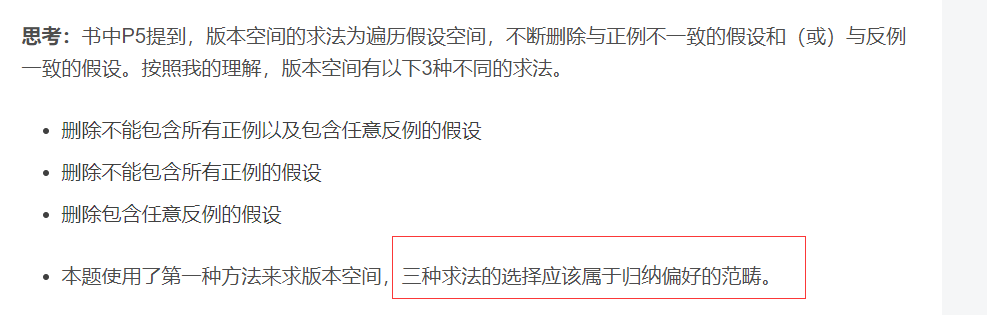 思考：书中P5提到，版本空间的求法为遍历假设空间，不断删除与正例不一致的假设和（或）与反例
一致的假设。按照我的理解，版本空间有以下3种不同的求法。
• 删除不能包含所有正例以及包含任意反例的假设
• 删除不能包含所有正例的假设
• 删除包含任意反例的假设
• 本题使用了第一种方法来求版本空间，三种求法的选择应该属于归纳偏好的范畴。